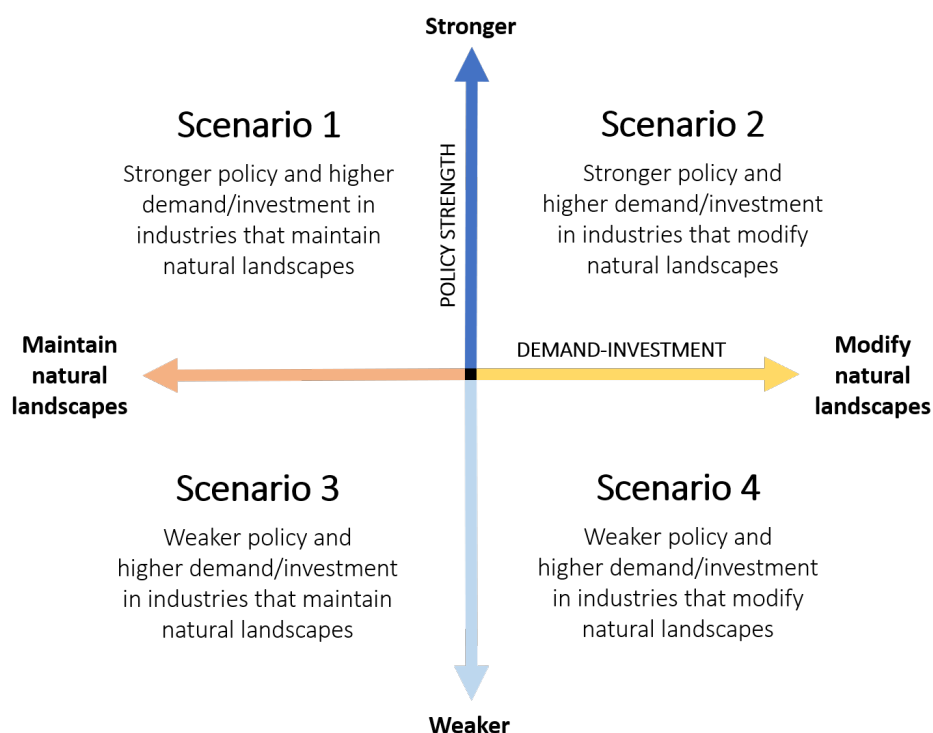 Stronger
Scenario 1
Stronger policy and higher
demand/investment in
industries that maintain
natural landscapes
POLICY STRENGTH
Scenario 2
Stronger policy and
higher demand/investment
in industries that modify
natural landscapes
Maintain
natural
landscapes
DEMAND-INVESTMENT
Modify
natural
landscapes
Scenario 3
Weaker policy and
higher demand/investment
in industries that maintain
natural landscapes
Scenario 4
Weaker policy and
higher demand/investment
in industries that modify
natural landscapes
Weaker